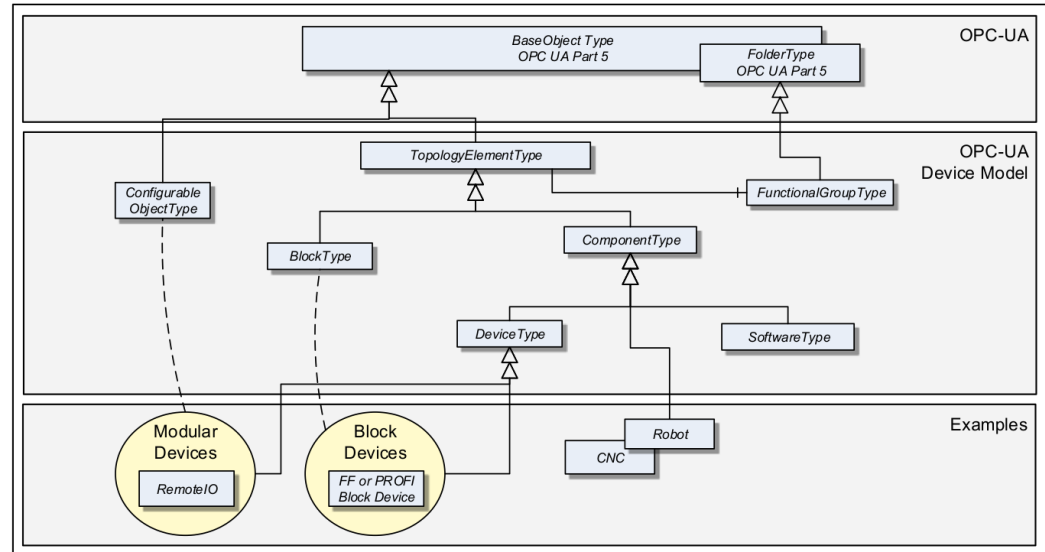 OPC-UA
BaseObject Type
OPC UA Part 5
FolderType
OPC UA Part 5
OPC-UA
Device Model
TopologyElementType
Configurable
ObjectType
FunctionalGroupType
ComponentType
BlockType
DeviceType
SoftwareType
Examples
Modular
Devices
RemoteIO
Block
Devices
FF or PROFI
Block Device
Robot
CNC